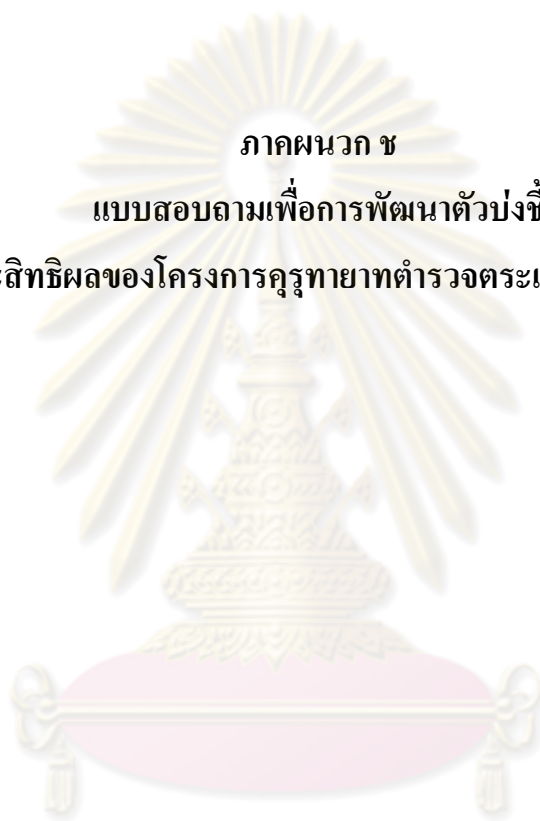 ภาคผนวก ช
แบบสอบถามเพื่อการพัฒนาตัวบ่งชี้
สิทธิผลของโครงการคุรุทายาทตำรวจตระเ